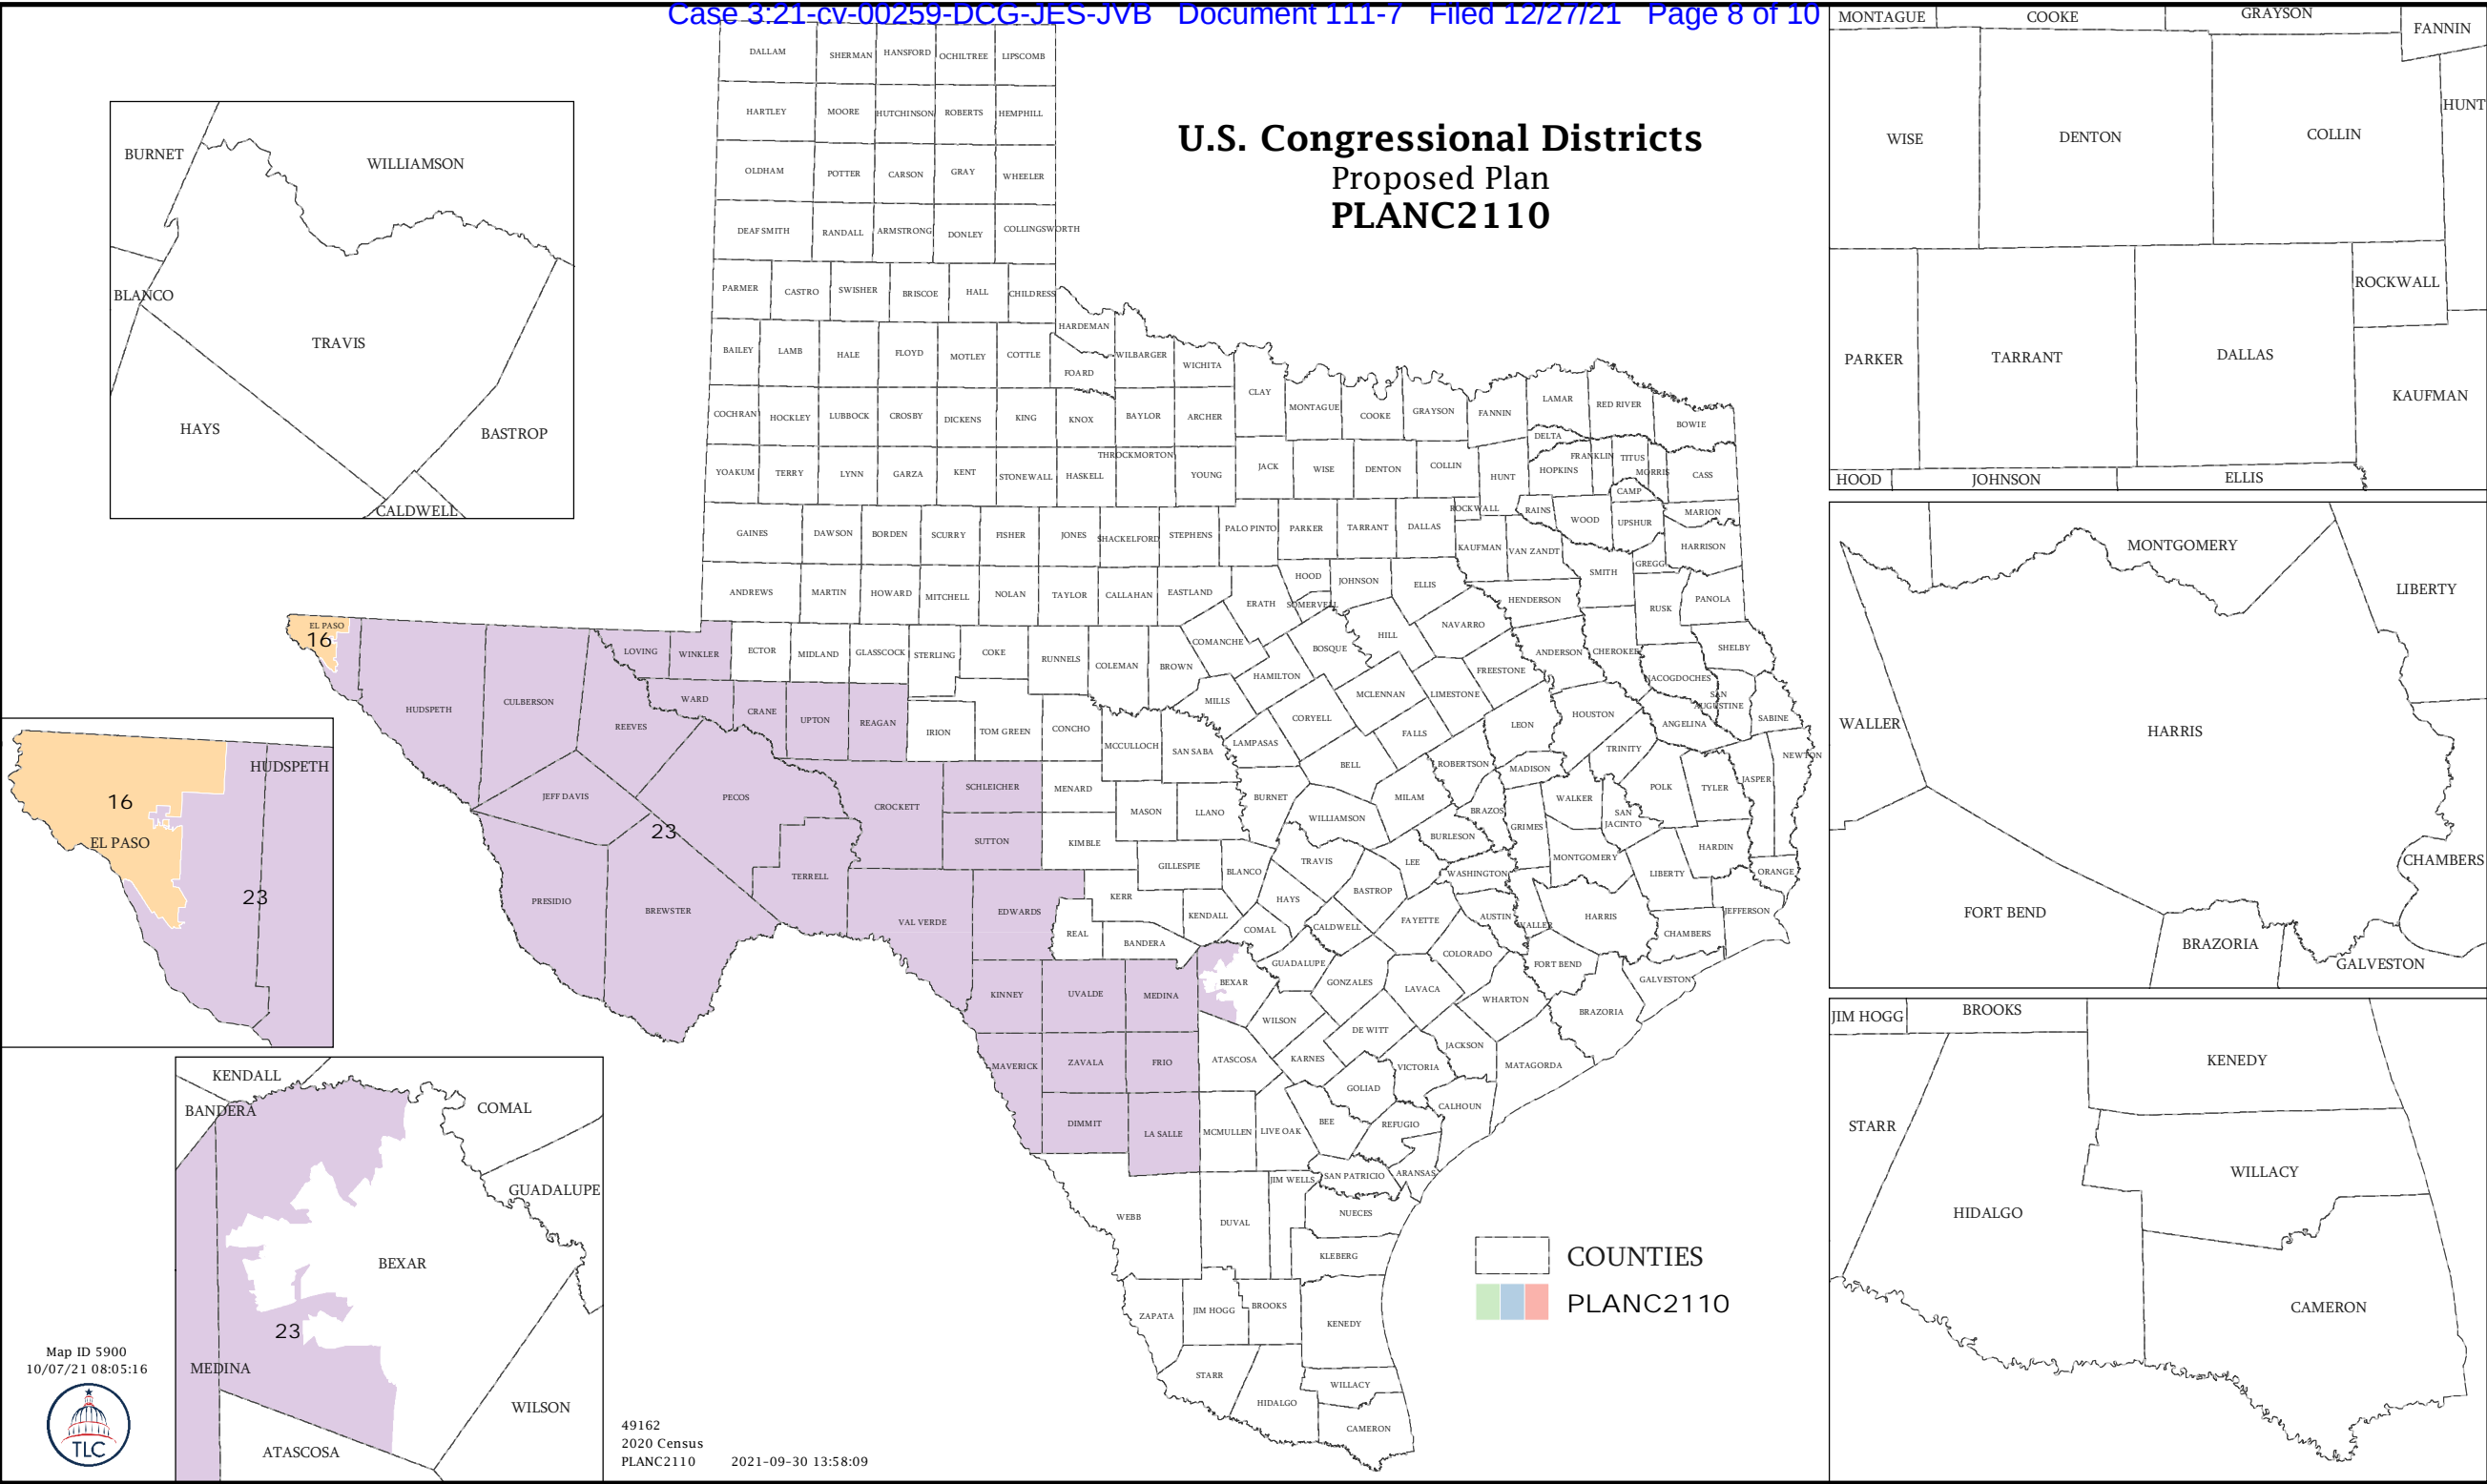 Case 3:21-cv-00259-DCG-JES-JVB Document 111-7 Filed 12/27/21 Page 8 of 10
U.S. Congressional Districts
Proposed Plan
PLANC2110
DALLAM SHERMAN HANSFORD OCHILTREE LIPSCOMB
HARTLEY MOORE HUTCHINSON ROBERTS HEMPHILL
OLDHAM POTTER CARSON GRAY WHEELER
DEAF SMITH RANDALL ARMSTRONG DONLEY COLLINGSWORTH
PARMER CASTRO SWISHER BRISCOE HALL CHILDRESS
HARDEMAN
BAILEY LAMB HALE FLOYD MOTLEY COTTLE FOARD WILBARGER WICHITA
CLAY
COCHRAN HOCKLEY LUBBOCK CROSBY DICKENS KING KNOX BAYLOR ARCHER MONTAGUE COOKE GRAYSON FANNIN LAMAR RED RIVER BOWIE
DELTA
YOAKUM TERRY LYNN GARZA KENT STONEWALL HASKELL THROCKMORTON YOUNG JACK WISE DENTON COLLIN HUNT HOPKINS FRANKLIN TITUS MORRIS CASS
CAMP
GAINES DAWSON BORDEN SCURRY FISHER JONES SHACKELFORD STEPHENS PALO PINTO PARKER TARRANT DALLAS ROCKWALL RAINS WOOD UPSHUR MARION
KAUFMAN VAN ZANDT HARRISON
SMITH GREGG
ANDREWS MARTIN HOWARD MITCHELL NOLAN TAYLOR CALLAHAN EASTLAND ERATH HOOD SOMERVELL JOHNSON ELLIS HENDERSON RUSK PANOLA
EL PASO
16
LOVING WINKLER ECTOR MIDLAND GLASSCOCK STERLING COKE RUNNELS COLEMAN BROWN COMANCHE BOSQUE HILL NAVARRO ANDERSON CHEROKEE SHELBY
HAMILTON FREESTONE NACOGDOCHES
HUDSPETH CULBERSON REEVES WARD CRANE UPTON REAGAN IRION TOM GREEN CONCHO MILLS CORYELL MCLENNAN LIMESTONE LEON HOUSTON ANGELINA SAN AUGUSTINE SABINE
MCCULLOCH SAN SABA LAMPASAS FALLS TRINITY NEWTON
BELL ROBERTSON MADISON
JEFF DAVIS PECOS CROCKETT SCHLEICHER MENARD MASON LLANO BURNET MILAM WALKER POLK TYLER JASPER
23
SUTTON KIMBLE WILLIAMSON BRAZOS GRIMES SAN JACINTO
BURLESON HARDIN
GILLESPIE BLANCO TRAVIS LEE MONTGOMERY
TERRELL WASHINGTON LIBERTY ORANGE
PRESIDIO BREWSTER VAL VERDE EDWARDS KERR KENDALL HAYS BASTROP
REAL BANDERA COMAL CALDWELL FAYETTE AUSTIN WALLER HARRIS CHAMBERS JEFFERSON
GUADALUPE COLORADO FORT BEND
KINNEY UVALDE MEDINA BEXAR GONZALES LAVACA WHARTON GALVESTON
WILSON DE WITT BRAZORIA
MAVERICK ZAVALA FRIO ATASCOSA KARNES JACKSON MATAGORDA
GOLIAD VICTORIA
CALHOUN
DIMMIT LA SALLE MCMULLEN LIVE OAK BEE REFUGIO
JIM WELLS SAN PATRICIO ARANSAS
WEBB DUVAL NUECES
KLEBERG
ZAPATA JIM HOGG BROOKS KENEDY
STARR HIDALGO WILLACY
CAMERON
BURNET WILLIAMSON
BLANCO
TRAVIS
HAYS BASTROP
CALDWELL
HUDSPETH
16
EL PASO
23
KENDALL
BANDERA COMAL
GUADALUPE
BEXAR
23
MEDINA
WILSON
ATASCOSA
MONTAGUE COOKE GRAYSON FANNIN
HUNT
WISE DENTON COLLIN
ROCKWALL
PARKER TARRANT DALLAS
KAUFMAN
HOOD JOHNSON ELLIS
MONTGOMERY
LIBERTY
WALLER HARRIS
CHAMBERS
FORT BEND
BRAZORIA
GALVESTON
JIM HOGG BROOKS
KENEDY
STARR
WILLACY
HIDALGO
CAMERON
COUNTIES
PLANC2110
Map ID 5900
10/07/21 08:05:16
TLC
49162
2020 Census
PLANC2110 2021-09-30 13:58:09